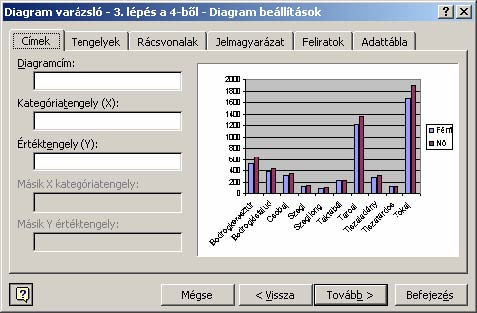 Diagram varázsló - 3. lépés a 4-ből - Diagram beállítások
Címek
Tengelyek
Rácsvonalak
Jelmagyarázat
Feliratok
Adattábla
Diagramcím:
Kategóriatengely (X):
Értéktengely (Y):
Másik X kategóriatengely:
Másik Y értéktengely:
2000
1800
1600
1400
1200
1000
800
600
400
200
0
Bodrogkeresztúr
Csobaj
Szegi
Szegilong
Taktabáj
Tarcal
Tiszaladány
Tiszatardos
Tokaj
Férfi
Nő
Mégse
< Vissza
Tovább >
Befejezés